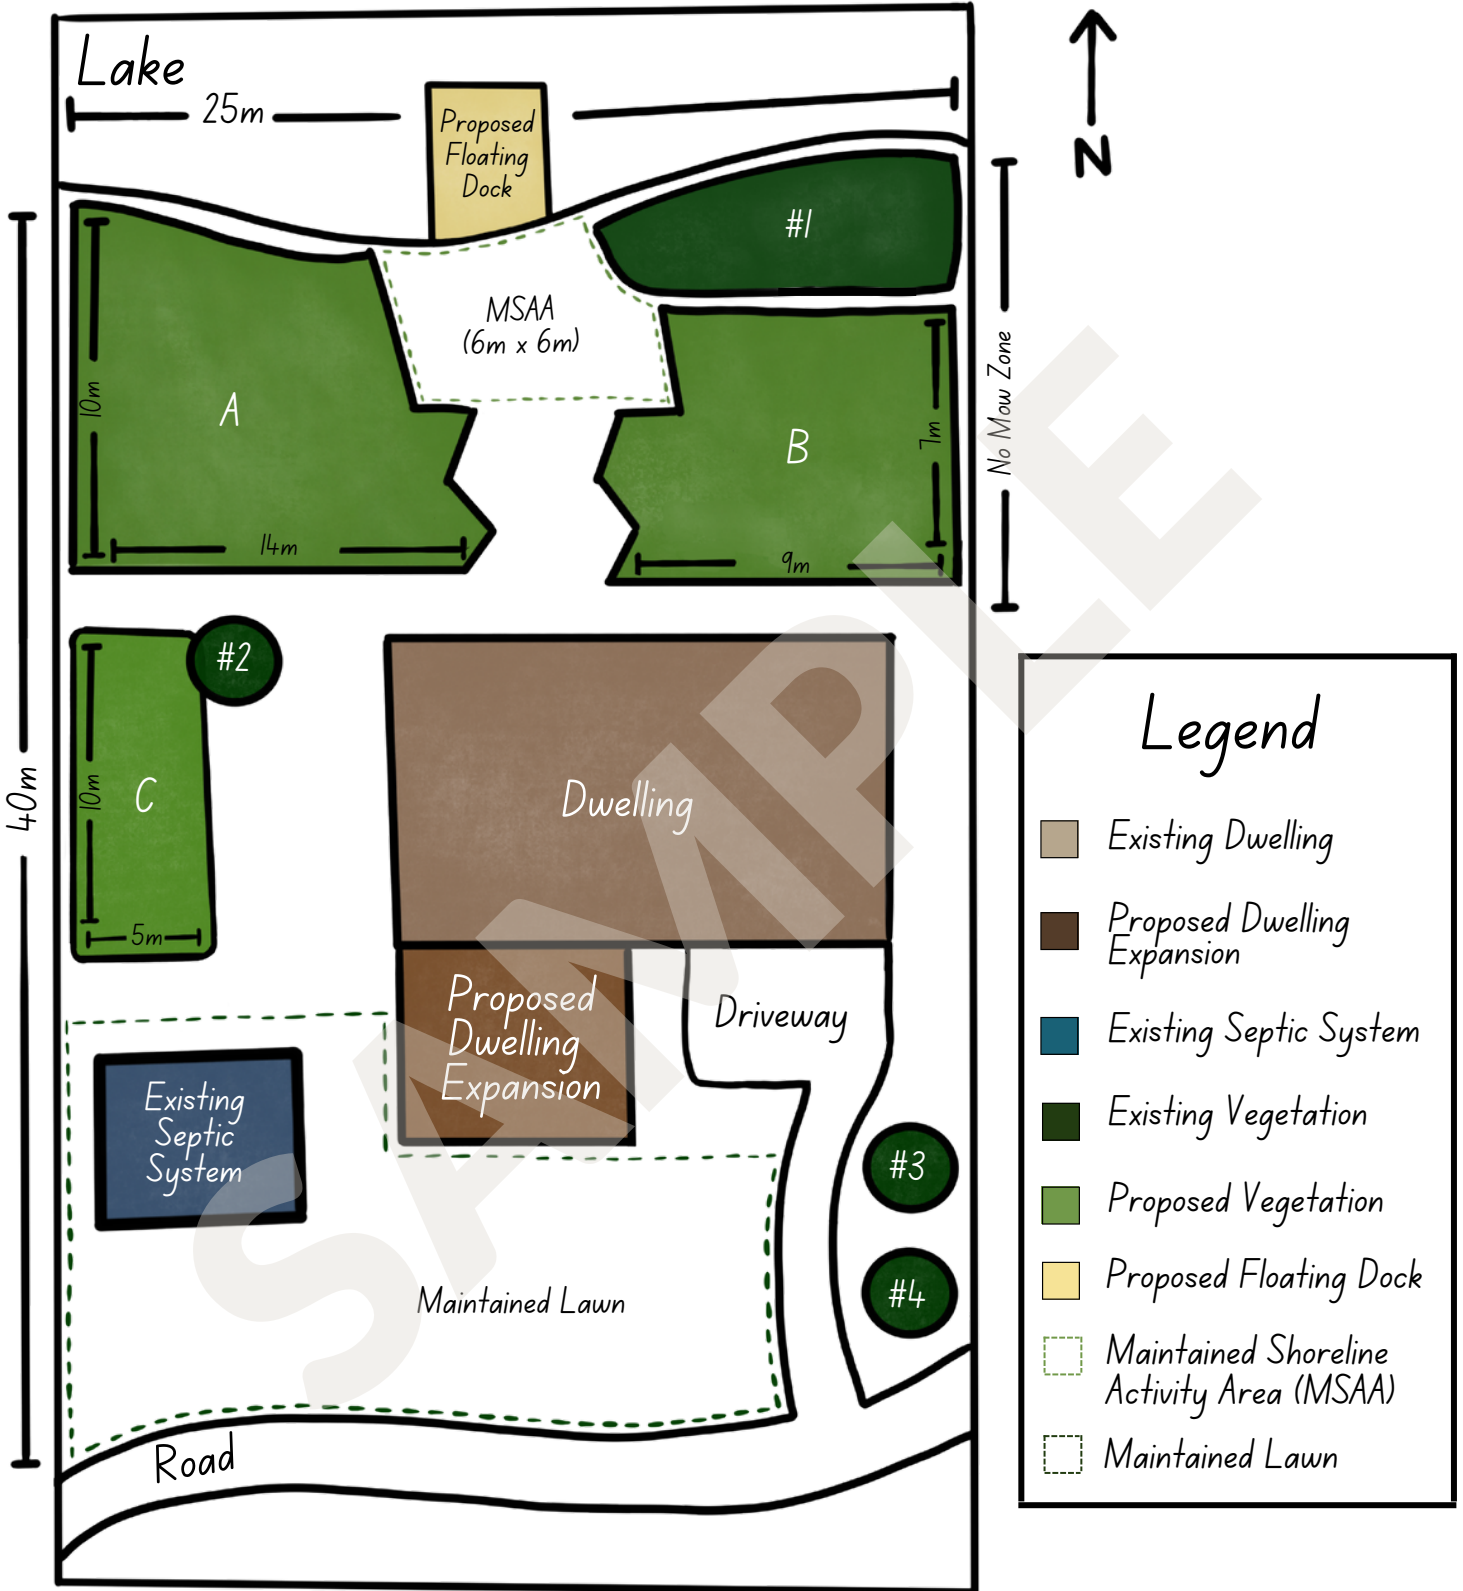 Lake
25m
Proposed
Floating
Dock
N
#1
MSAA
(6m x 6m)
No Mow Zone
10m
A
14m
B
7m
9m
40m
#2
C
10m
5m
Dwelling
Proposed
Dwelling
Expansion
Driveway
Existing
Septic
System
#3
#4
Maintained Lawn
Road
SAMPLE
Legend
Existing Dwelling
Proposed Dwelling
Expansion
Existing Septic System
Existing Vegetation
Proposed Vegetation
Proposed Floating Dock
Maintained Shoreline
Activity Area (MSAA)
Maintained Lawn